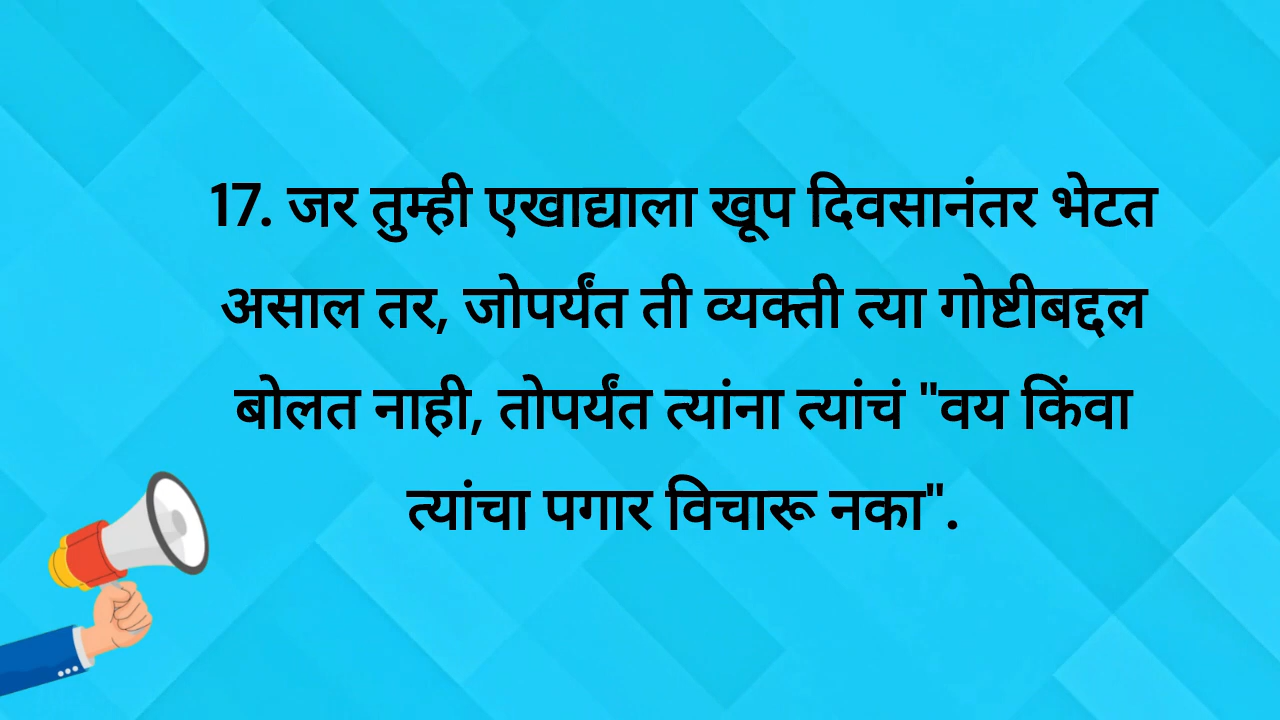 17. जर तुम्ही एखाद्याला खूप दिवसानंतर भेटत
असाल तर, जोपर्यंत ती व्यक्ती त्या गोष्टीबद्दल
बोलत नाही, तोपर्यंत त्यांना त्यांचं "वय किंवा
त्यांचा पगार विचारू नका".